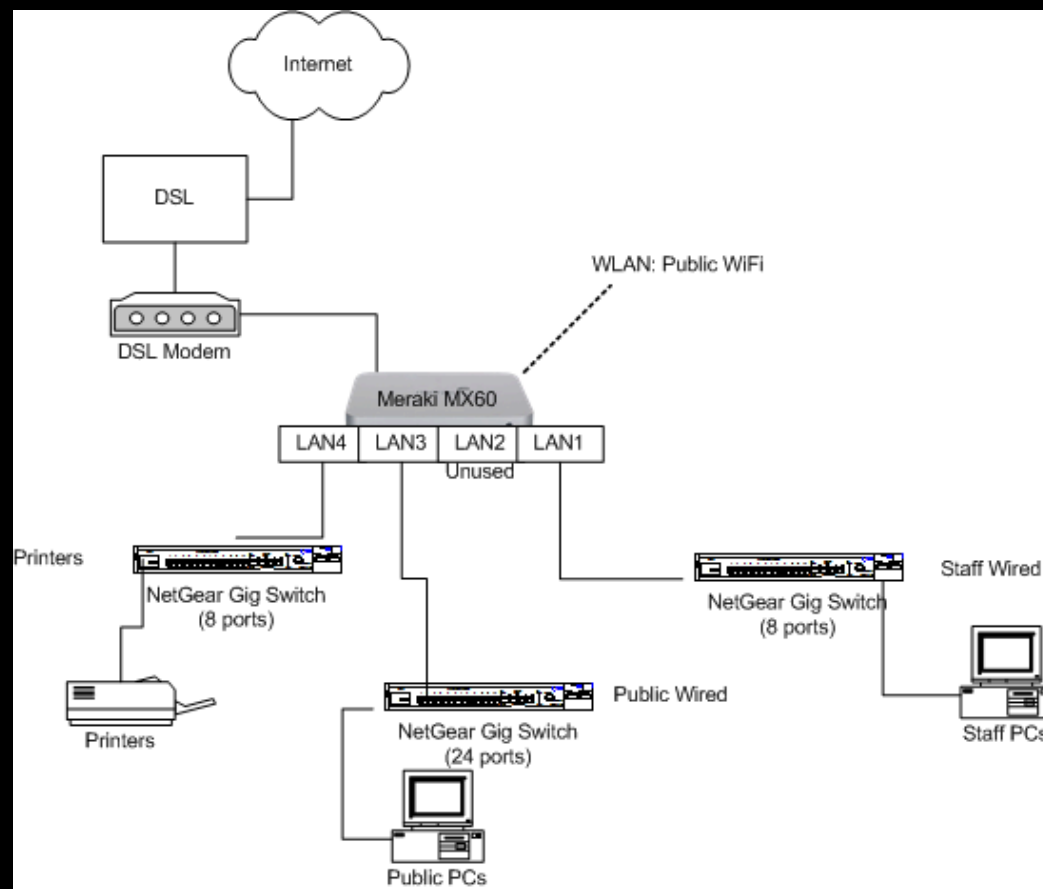 Internet
DSL
WLAN: Public WiFi
DSL Modem
Meraki MX60
LAN4
LAN3
LAN2
LAN1
Unused
Printers
NetGear Gig Switch
(8 ports)
Staff Wired
NetGear Gig Switch
(8 ports)
Public Wired
NetGear Gig Switch
(24 ports)
Printers
Staff PCs
Public PCs